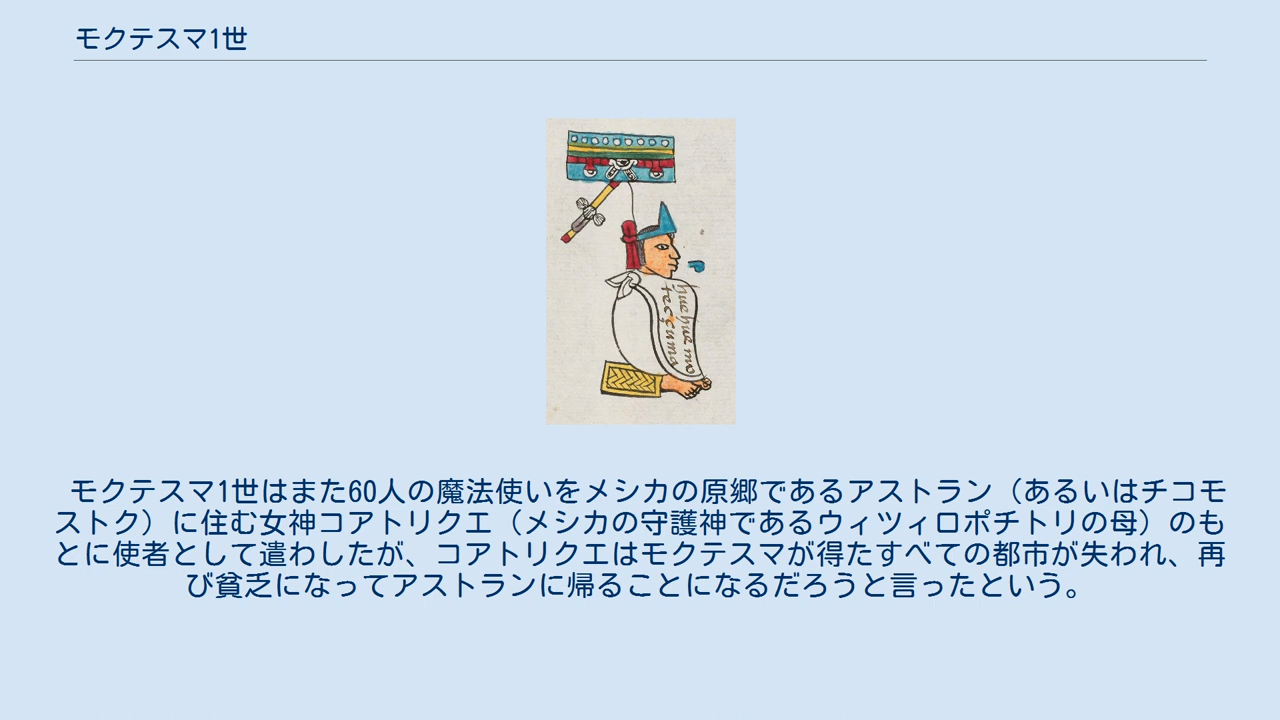 モクテスマ1世
huehue mo
tecçuma
モクテスマ1世はまた60人の魔法使いをメシカの原郷であるアストラン（あるいはチコモ
ストク）に住む女神コアトリクエ（メシカの守護神であるウィツィロポチトリの母）のも
とに使者として遣わしたが、コアトリクエはモクテスマが得たすべての都市が失われ、再
び貧乏になってアストランに帰ることになるだろうと言ったという。